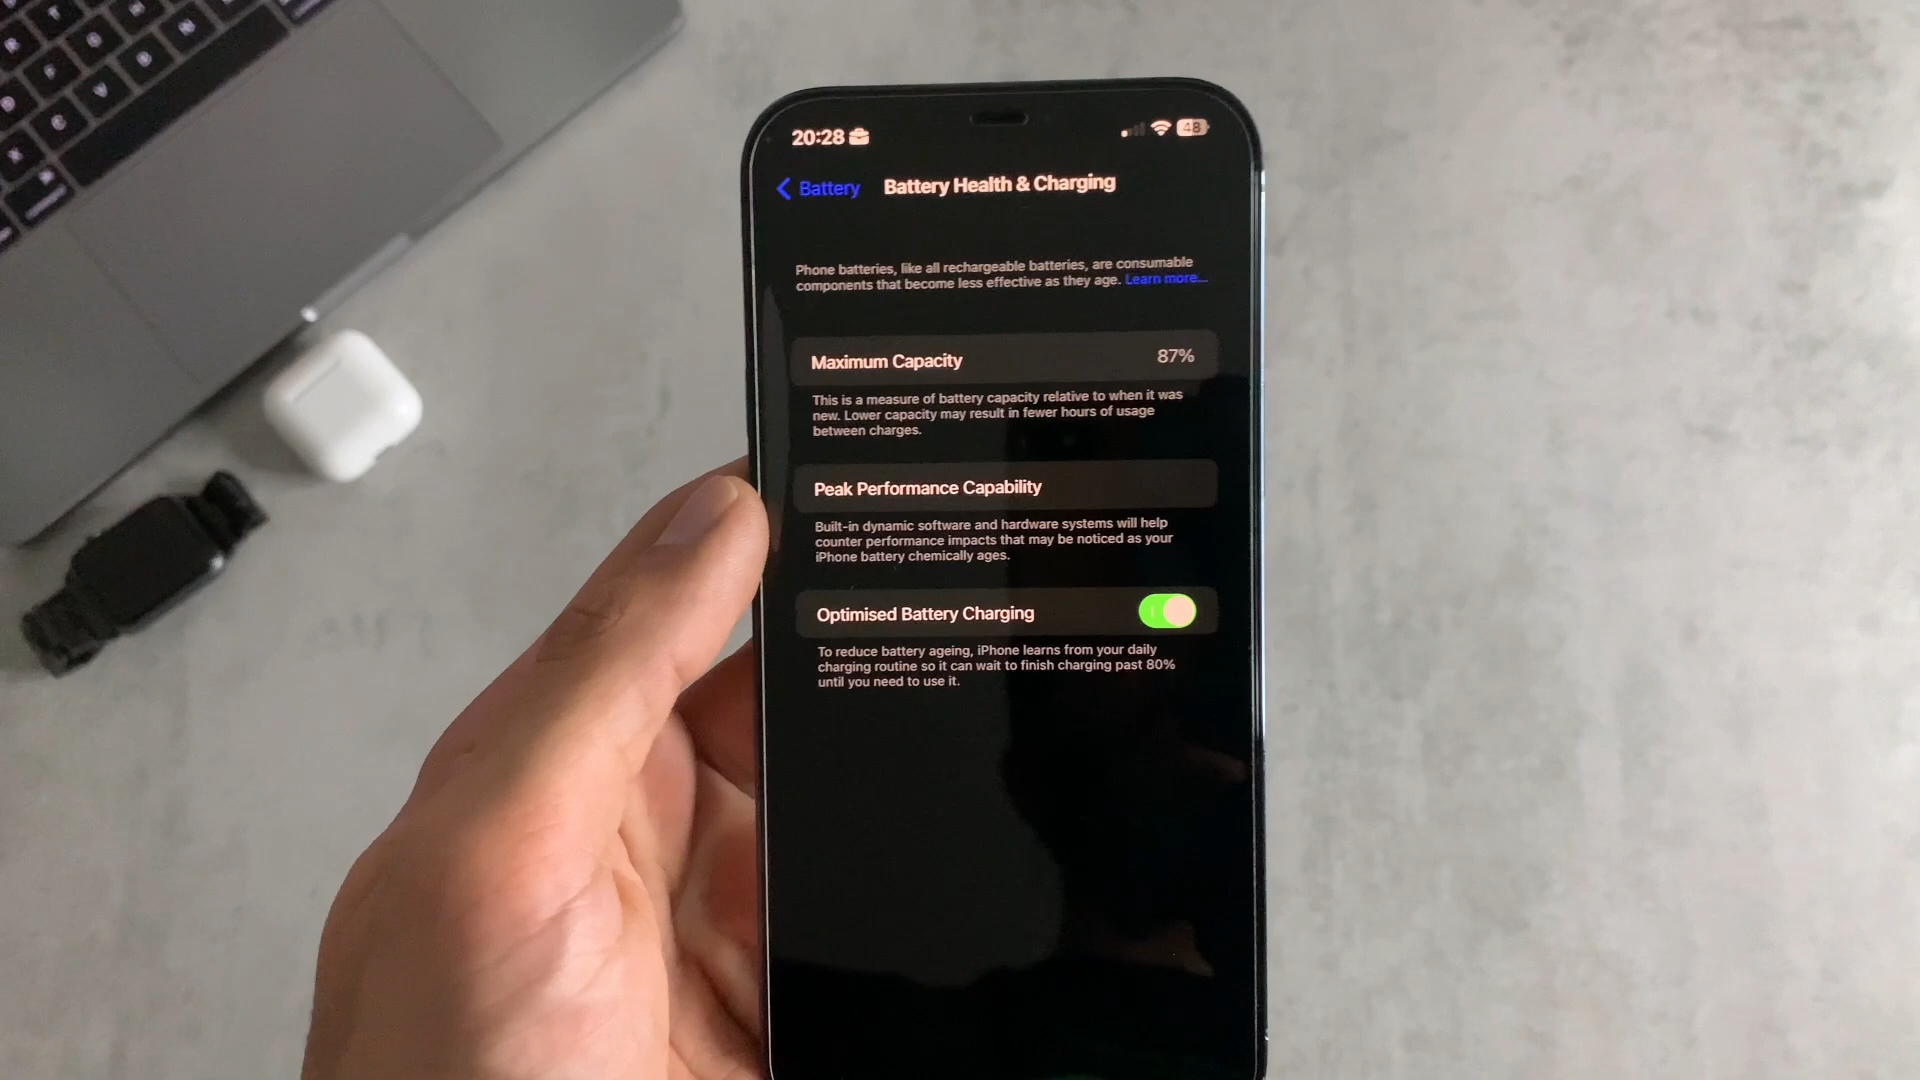 20:28
48
Battery
Battery Health & Charging
Phone batteries, like all rechargeable batteries, are consumable
components that become less effective as they age. Learn more...
Maximum Capacity
87%
This is a measure of battery capacity relative to when it was
new. Lower capacity may result in fewer hours of usage
between charges.
Peak Performance Capability
Built-in dynamic software and hardware systems will help
counter performance impacts that may be noticed as your
iPhone battery chemically ages.
Optimised Battery Charging
To reduce battery ageing, iPhone learns from your daily
charging routine so it can wait to finish charging past 80%
until you need to use it.